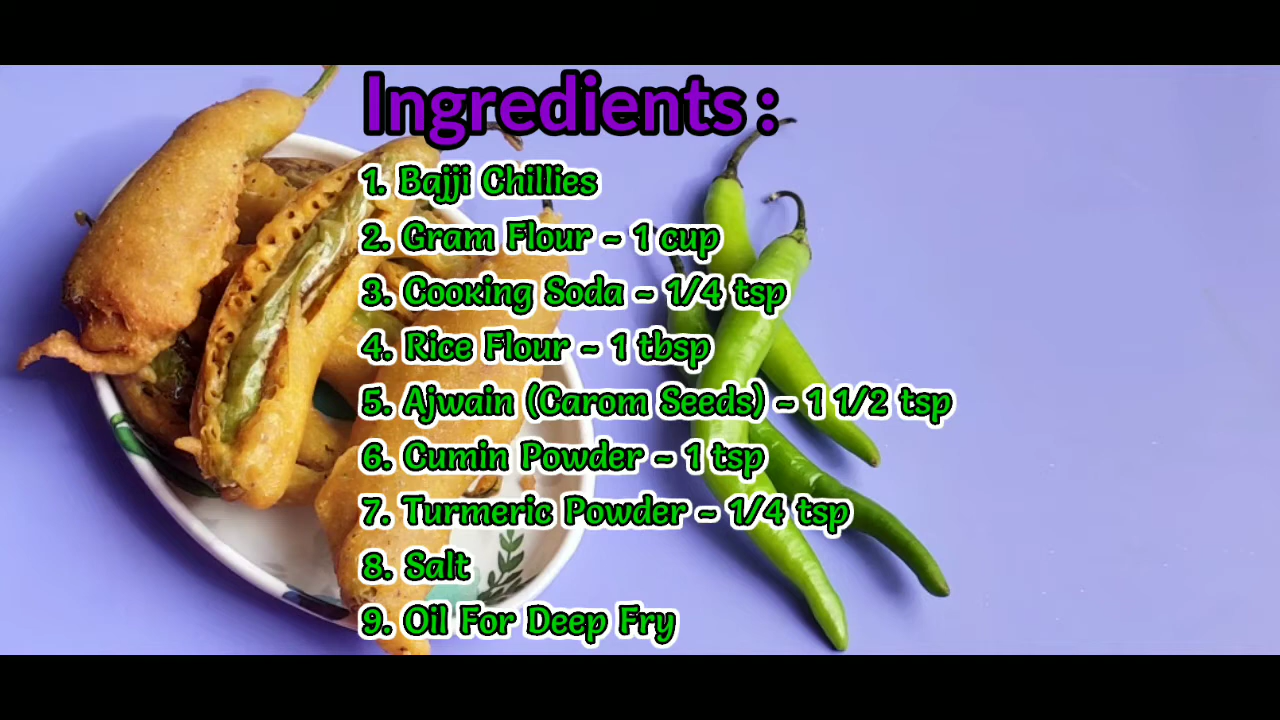 Ingredients :
1. Bajji Chillies
2. Gram Flour ~ 1 cup
3. Cooking Soda ~ 1/4 tsp
4. Rice Flour ~ 1 tbsp
5. Ajwain (Carom Seeds) ~ 1 1/2 tsp
6. Cumin Powder ~ 1 tsp
7. Turmeric Powder ~ 1/4 tsp
8. Salt
9. Oil For Deep Fry